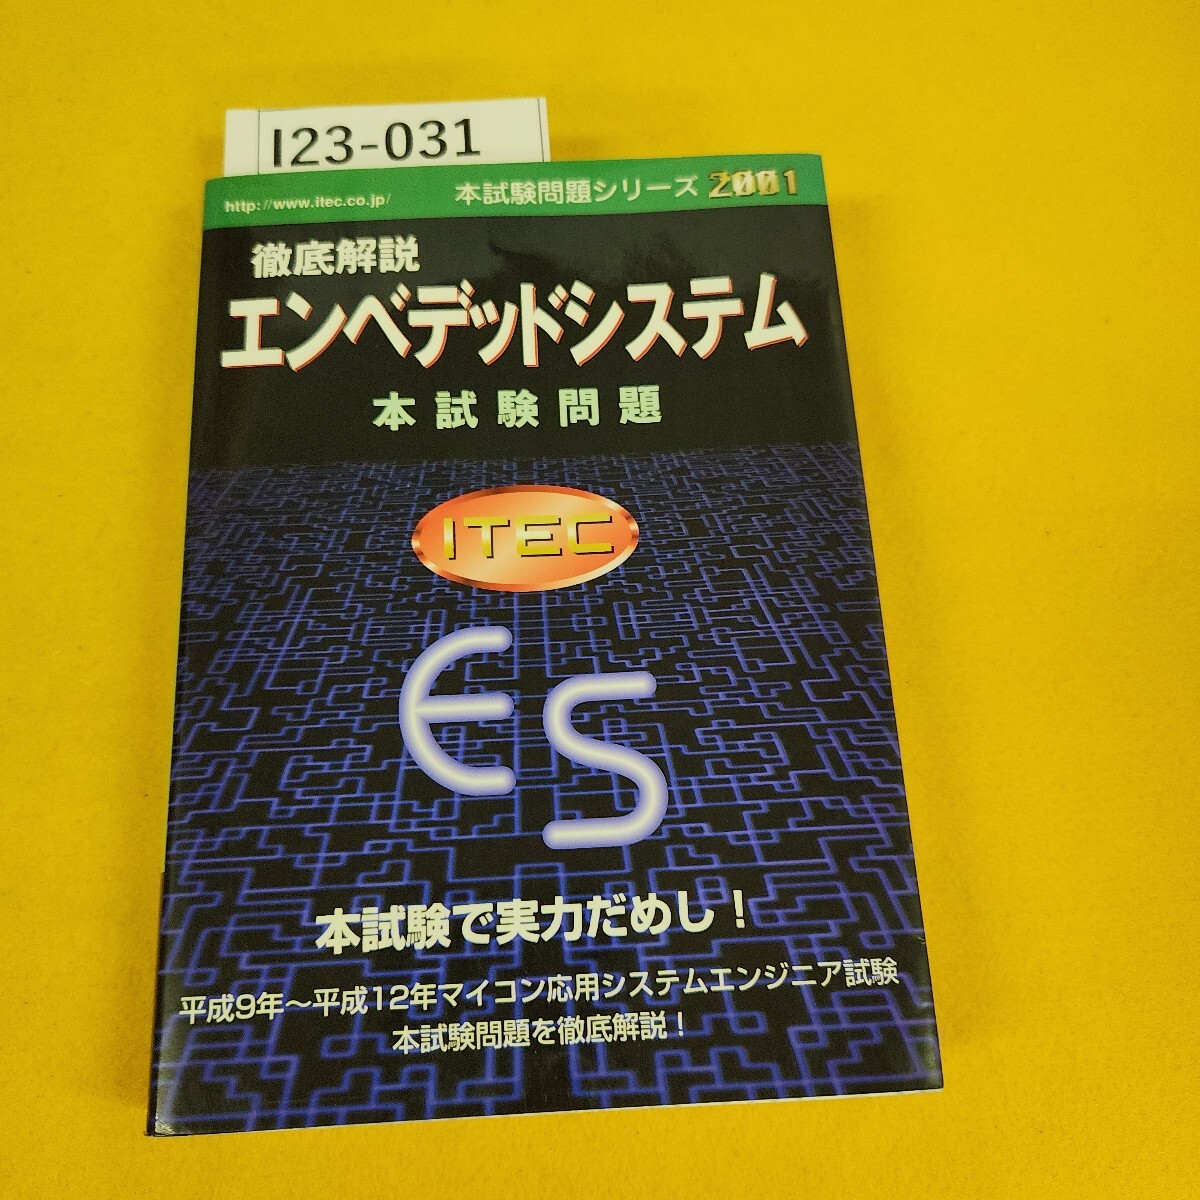 I23-031
http://www.itec.co.jp/
本試験問題シリーズ 2001
徹底解説
エンベデッドシステム
本試験問題
ITEC
ES
本試験で実力だめし！
平成9年～平成12年マイコン応用システムエンジニア試験
本試験問題を徹底解説！